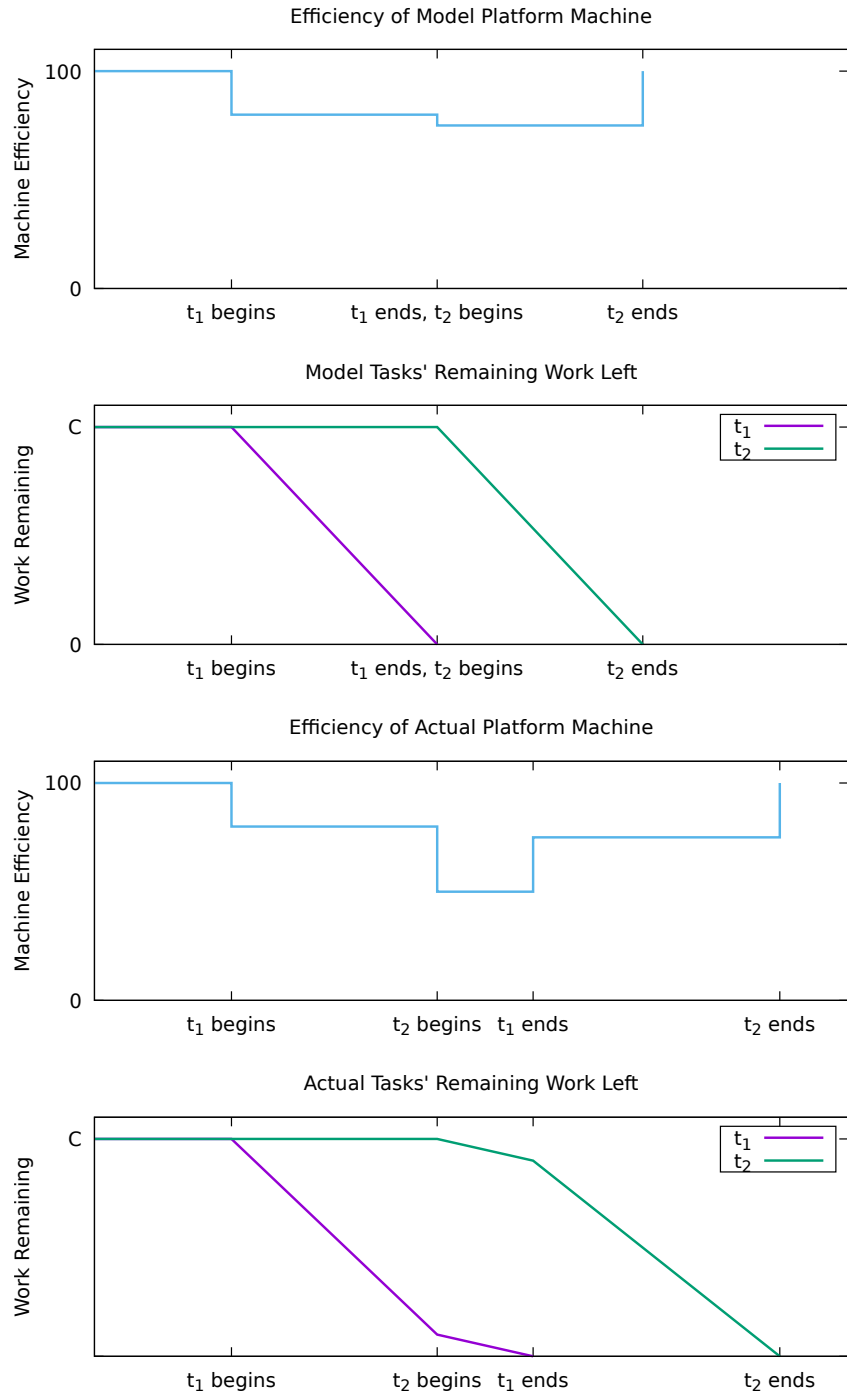 Efficiency of Model Platform Machine
100
Machine Efficiency
0
t₁ begins t₁ ends, t₂ begins t₂ ends
Model Tasks' Remaining Work Left
C
t₁
t₂
Work Remaining
0
t₁ begins t₁ ends, t₂ begins t₂ ends
Efficiency of Actual Platform Machine
100
Machine Efficiency
0
t₁ begins t₂ begins t₁ ends t₂ ends
Actual Tasks' Remaining Work Left
C
t₁
t₂
Work Remaining
t₁ begins t₂ begins t₁ ends t₂ ends